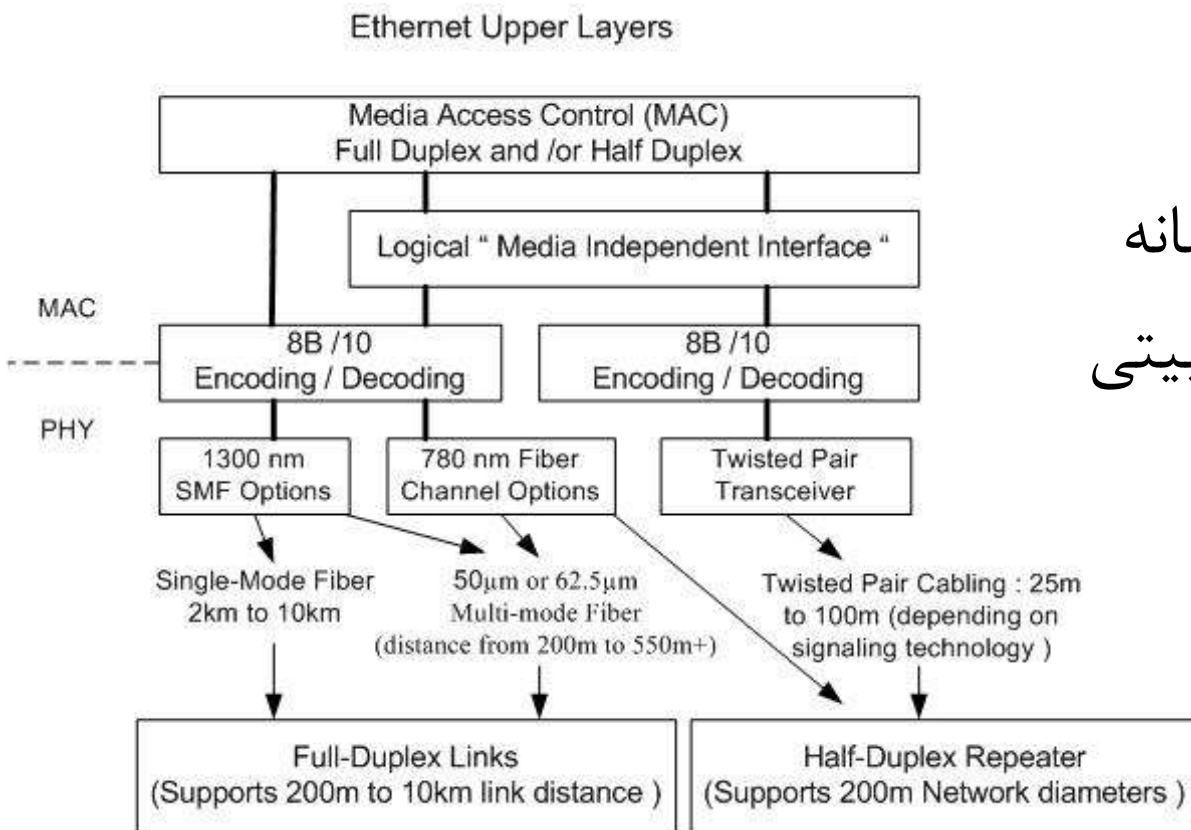 Ethernet Upper Layers
Media Access Control (MAC)
Full Duplex and /or Half Duplex
Logical “ Media Independent Interface “
MAC
8B /10
Encoding / Decoding
8B /10
Encoding / Decoding
PHY
1300 nm
SMF Options
780 nm Fiber
Channel Options
Twisted Pair
Transceiver
Single-Mode Fiber
2km to 10km
50µm or 62.5µm
Multi-mode Fiber
(distance from 200m to 550m+)
Twisted Pair Cabling : 25m
to 100m (depending on
signaling technology )
Full-Duplex Links
(Supports 200m to 10km link distance )
Half-Duplex Repeater
(Supports 200m Network diameters )